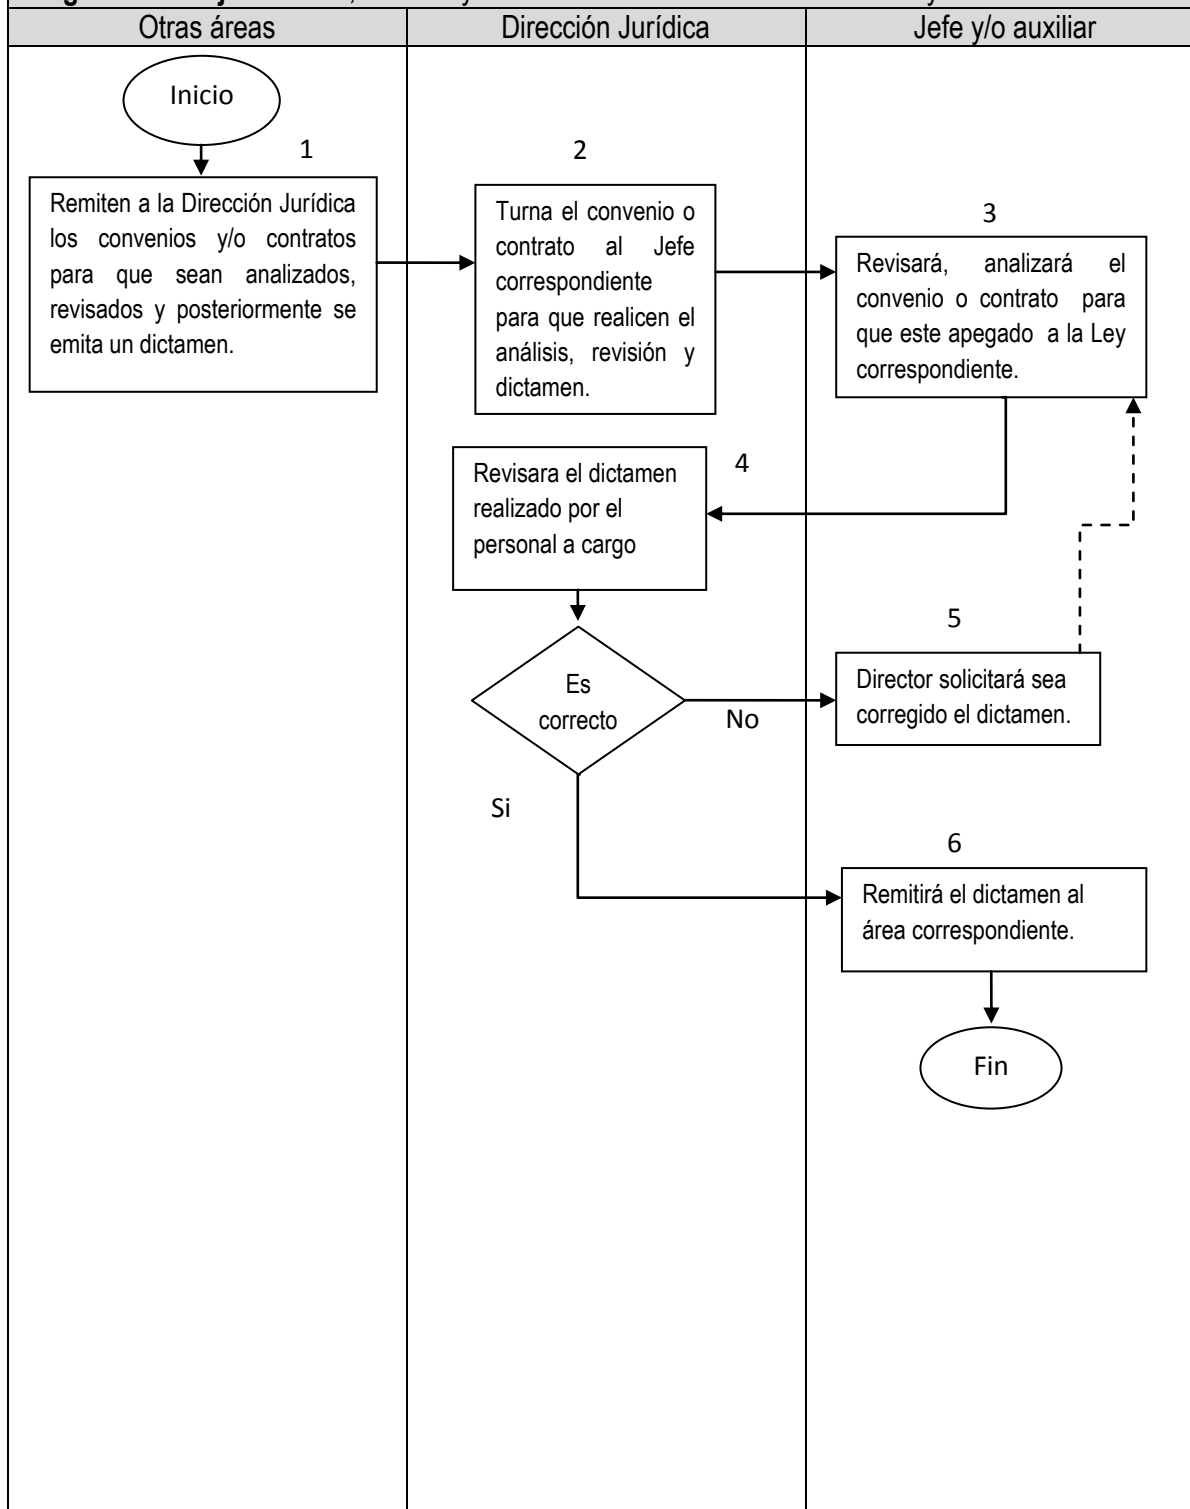 Otras áreas
Dirección Jurídica
Jefe y/o auxiliar
Inicio
1
Remiten a la Dirección Jurídica
los convenios y/o contratos
para que sean analizados,
revisados y posteriormente se
emita un dictamen.
2
Turna el convenio o
contrato al Jefe
correspondiente
para que realicen el
análisis, revisión y
dictamen.
3
Revisará, analizará el
convenio o contrato para
que este apegado a la Ley
correspondiente.
4
Revisara el dictamen
realizado por el
personal a cargo
Es
correcto
No
5
Director solicitará sea
corregido el dictamen.
Si
6
Remitirá el dictamen al
área correspondiente.
Fin